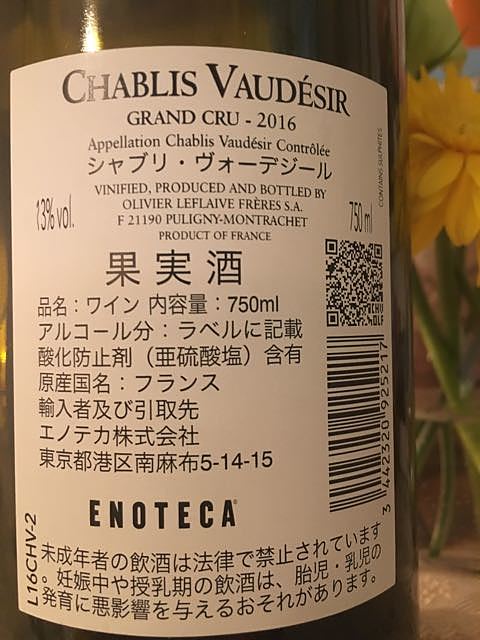 CHABLIS VAUDÉSIR
GRAND CRU - 2016
Appellation Chablis Vaudésir Contrôlée
シャブリ・ヴォーデジール
VINIFIED, PRODUCED AND BOTTLED BY
OLIVIER LEFLAIVE FRÈRES S.A.
F 21190 PULIGNY-MONTRACHET
PRODUCT OF FRANCE
13% vol.
750 ml
CONTAINS SULPHITES
果実酒
品名：ワイン 内容量：750ml
アルコール分：ラベルに記載
酸化防止剤（亜硫酸塩）含有
原産国名：フランス
輸入者及び引取先
エノテカ株式会社
東京都港区南麻布5-14-15
CHV
OLF
3 442320 925217
ENOTECA
L16CHV-2
未成年者の飲酒は法律で禁止されています
。妊娠中や授乳期の飲酒は、胎児・乳児の
発育に悪影響を与えるおそれがあります。